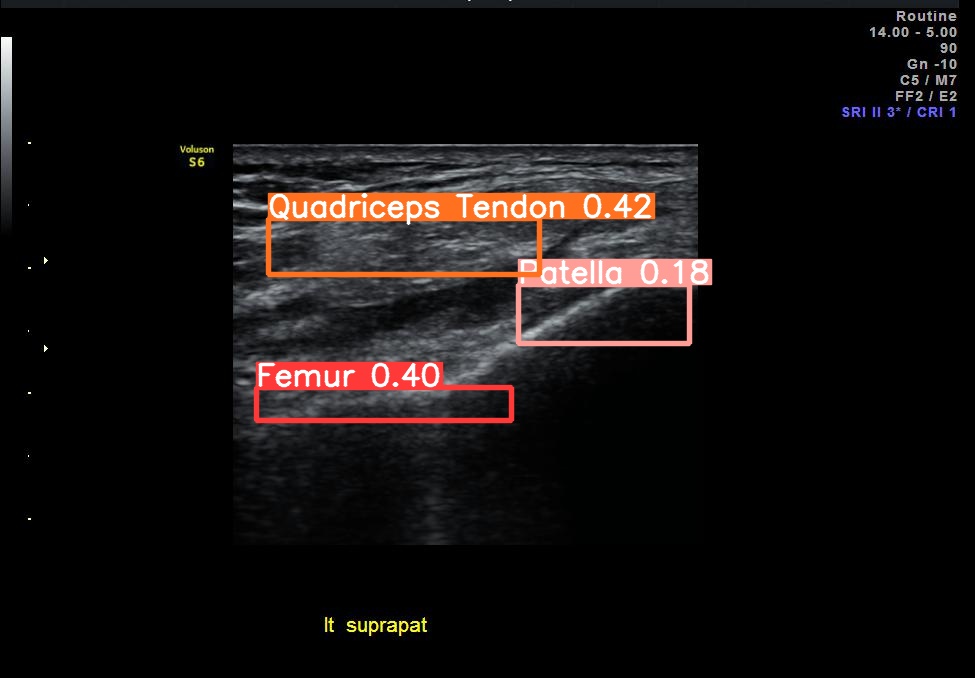 Routine
14.00 - 5.00
90
Gn -10
C5 / M7
FF2 / E2
SRI II 3* / CRI 1
Voluson
S6
Quadriceps Tendon 0.42
Patella 0.18
Femur 0.40
lt suprapat